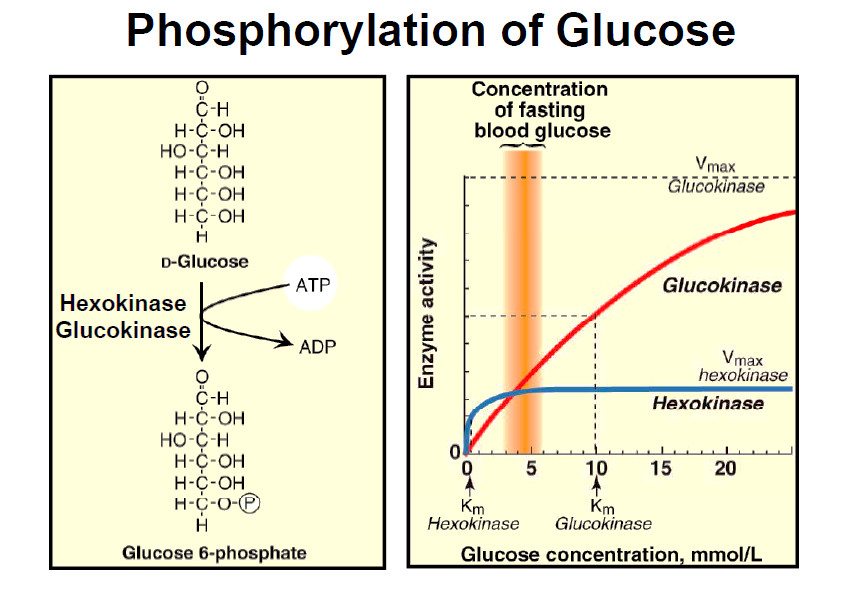 Phosphorylation of Glucose
O
C-H
H-C-OH
HO-C-H
H-C-OH
H-C-OH
H-C-OH
H
D-Glucose
Hexokinase
Glucokinase
ATP
ADP
O
C-H
H-C-OH
HO-C-H
H-C-OH
H-C-OH
H-C-O-P
H
Glucose 6-phosphate
Concentration
of fasting
blood glucose
Vmax
Glucokinase
Glucokinase
Vmax
hexokinase
Hexokinase
Enzyme activity
0
0 5 10 15 20
Km
Hexokinase
Km
Glucokinase
Glucose concentration, mmol/L